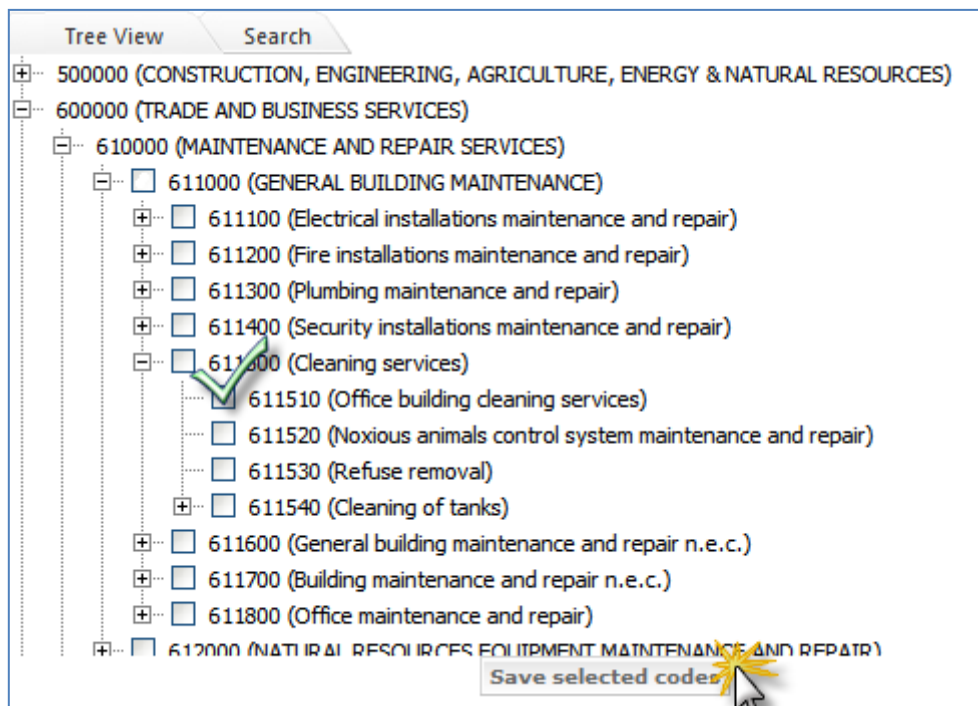 Tree View Search
500000 (CONSTRUCTION, ENGINEERING, AGRICULTURE, ENERGY & NATURAL RESOURCES)
600000 (TRADE AND BUSINESS SERVICES)
610000 (MAINTENANCE AND REPAIR SERVICES)
611000 (GENERAL BUILDING MAINTENANCE)
611100 (Electrical installations maintenance and repair)
611200 (Fire installations maintenance and repair)
611300 (Plumbing maintenance and repair)
611400 (Security installations maintenance and repair)
611500 (Cleaning services)
611510 (Office building cleaning services)
611520 (Noxious animals control system maintenance and repair)
611530 (Refuse removal)
611540 (Cleaning of tanks)
611600 (General building maintenance and repair n.e.c.)
611700 (Building maintenance and repair n.e.c.)
611800 (Office maintenance and repair)
612000 (NATURAL RESOURCES EQUIPMENT MAINTENANCE AND REPAIR)
Save selected codes